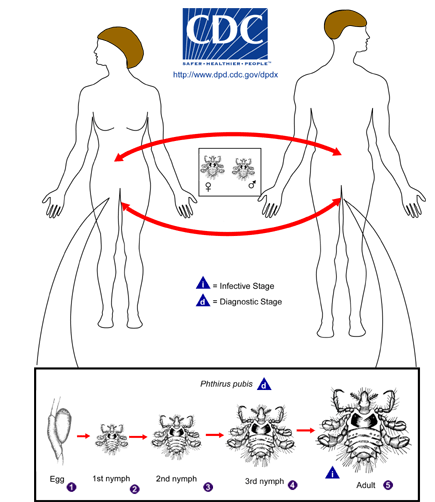 CDC
SAFER • HEALTHIER • PEOPLE™
http://www.dpd.cdc.gov/dpdx
♀ ♂
i = Infective Stage
d = Diagnostic Stage
Phthirus pubis d
i
Egg 1
1st nymph 2
2nd nymph 3
3rd nymph 4
Adult 5